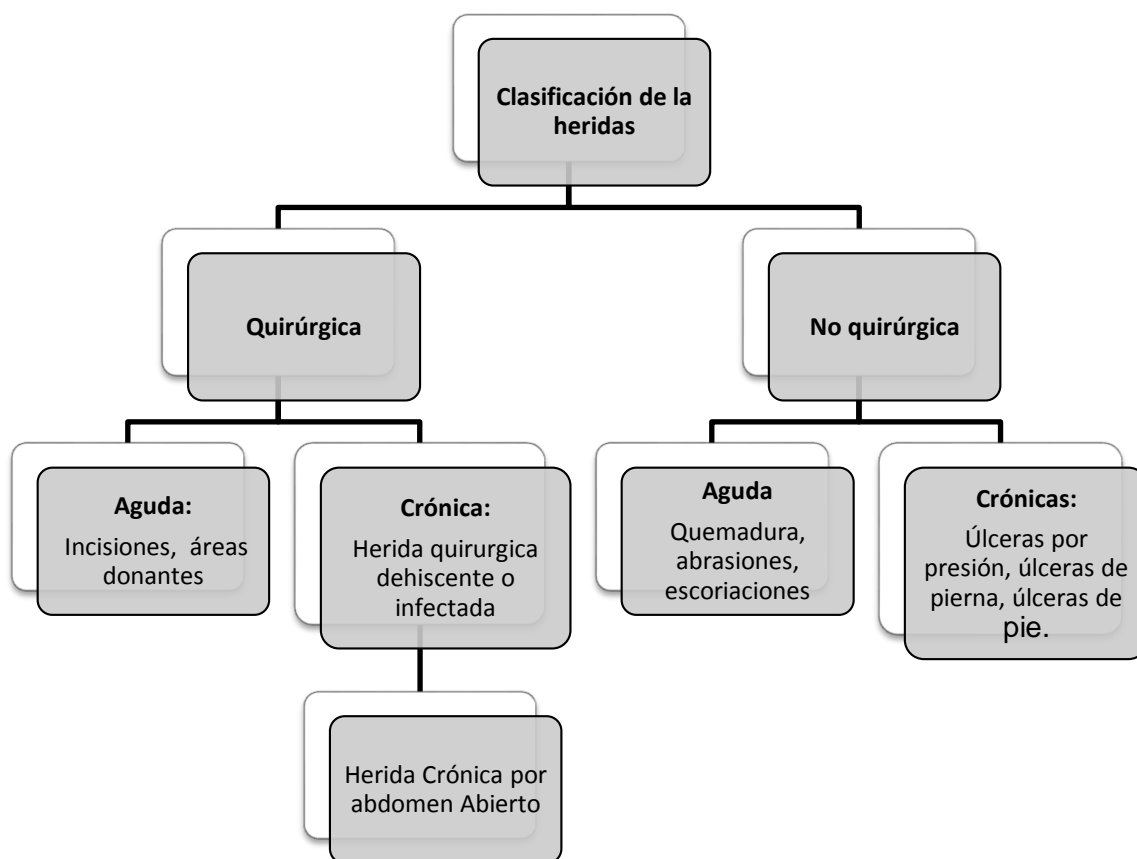 Clasificación de la
heridas
Quirúrgica
No quirúrgica
Aguda:
Incisiones, áreas
donantes
Crónica:
Herida quirurgica
dehiscente o
infectada
Aguda
Quemadura,
abrasiones,
escoriaciones
Crónicas:
Úlceras por
presión, úlceras de
pierna, úlceras de
pie.
Herida Crónica por
abdomen Abierto